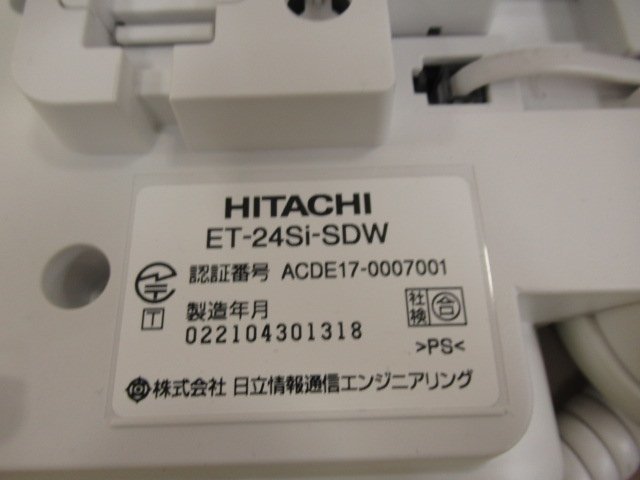 HITACHI
ET-24Si-SDW
認証番号 ACDE17-0007001
T
製造年月
022104301318
社検 合
>PS<
株式会社 日立情報通信エンジニアリング